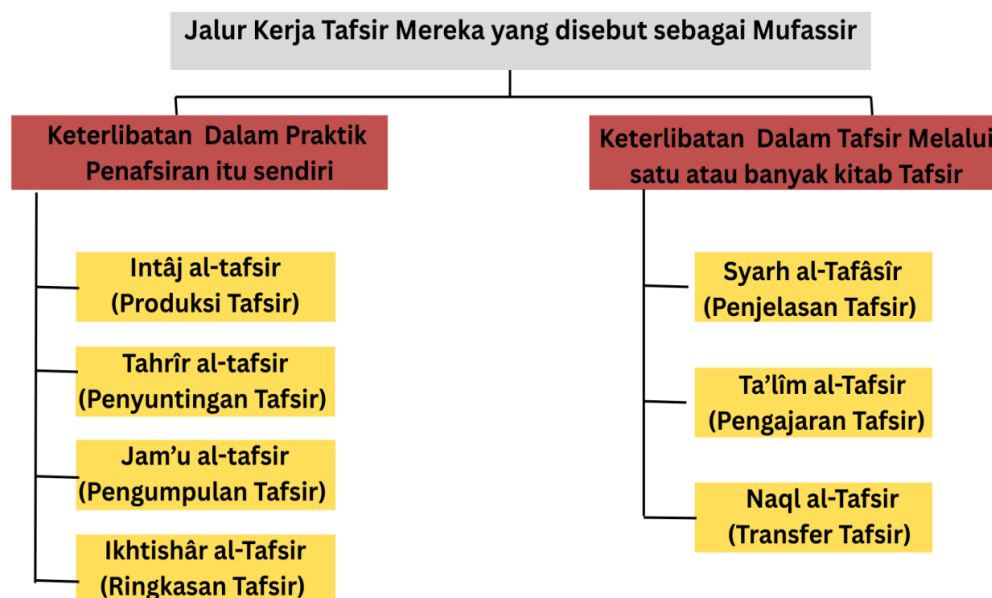 Jalur Kerja Tafsir Mereka yang disebut sebagai Mufassir
Keterlibatan Dalam Praktik
Penafsiran itu sendiri
Intâj al-tafsir
(Produksi Tafsir)
Tahrîr al-tafsir
(Penyuntingan Tafsir)
Jam’u al-tafsir
(Pengumpulan Tafsir)
Ikhtishâr al-Tafsir
(Ringkasan Tafsir)
Keterlibatan Dalam Tafsir Melalui
satu atau banyak kitab Tafsir
Syarh al-Tafâsîr
(Penjelasan Tafsir)
Ta’lîm al-Tafsir
(Pengajaran Tafsir)
Naql al-Tafsir
(Transfer Tafsir)